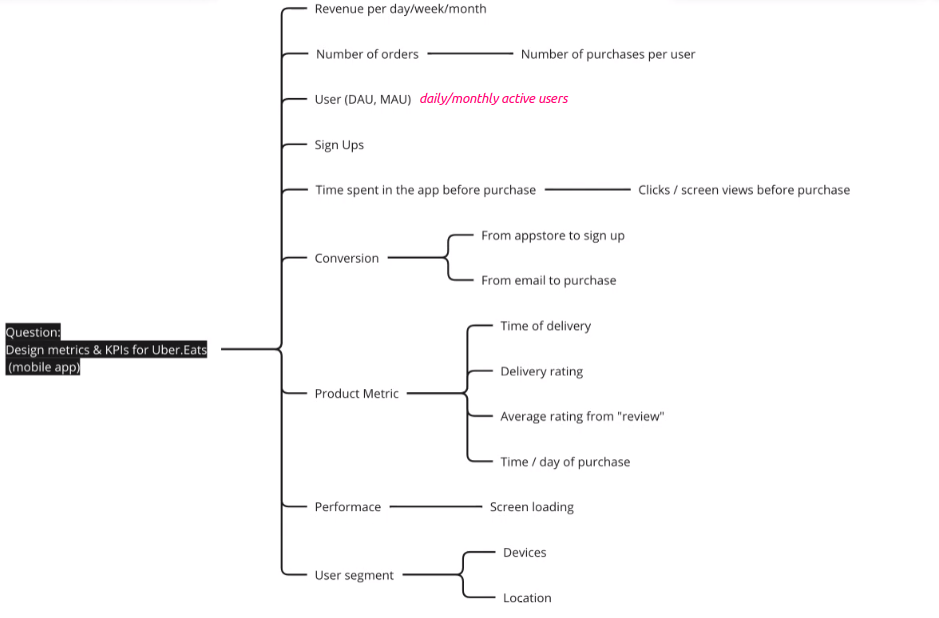 Revenue per day/week/month
Number of orders
Number of purchases per user
User (DAU, MAU) daily/monthly active users
Sign Ups
Time spent in the app before purchase
Clicks / screen views before purchase
Conversion
From appstore to sign up
From email to purchase
Question:
Design metrics & KPIs for Uber.Eats
(mobile app)
Product Metric
Time of delivery
Delivery rating
Average rating from "review"
Time / day of purchase
Performace
Screen loading
User segment
Devices
Location